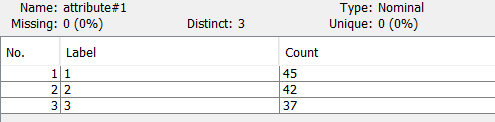 Name: attribute#1 Type: Nominal
Missing: 0 (0%) Distinct: 3 Unique: 0 (0%)
No. Label Count
1 1 45
2 2 42
3 3 37